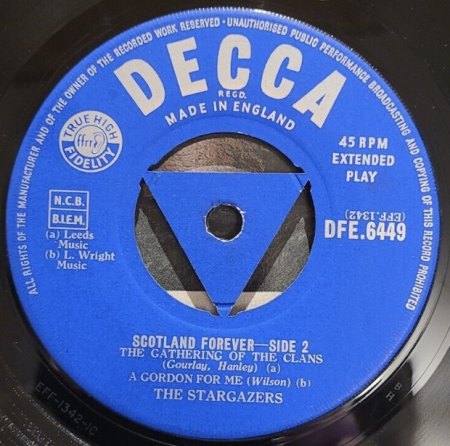 ALL RIGHTS OF THE MANUFACTURER AND OF THE OWNER OF THE RECORDED WORK RESERVED · UNAUTHORISED PUBLIC PERFORMANCE BROADCASTING AND COPYING OF THIS RECORD PROHIBITED
DECCA
REGD.
MADE IN ENGLAND
TRUE HIGH
ffrr
FIDELITY
45 RPM
EXTENDED
PLAY
N.C.B.
B.I.E.M.
(EFF.1342)
DFE.6449
(a) Leeds
Music
(b) L. Wright
Music
SCOTLAND FOREVER—SIDE 2
THE GATHERING OF THE CLANS
(Gourlay, Hanley) (a)
A GORDON FOR ME (Wilson) (b)
THE STARGAZERS
EFF-1342-1C
B H